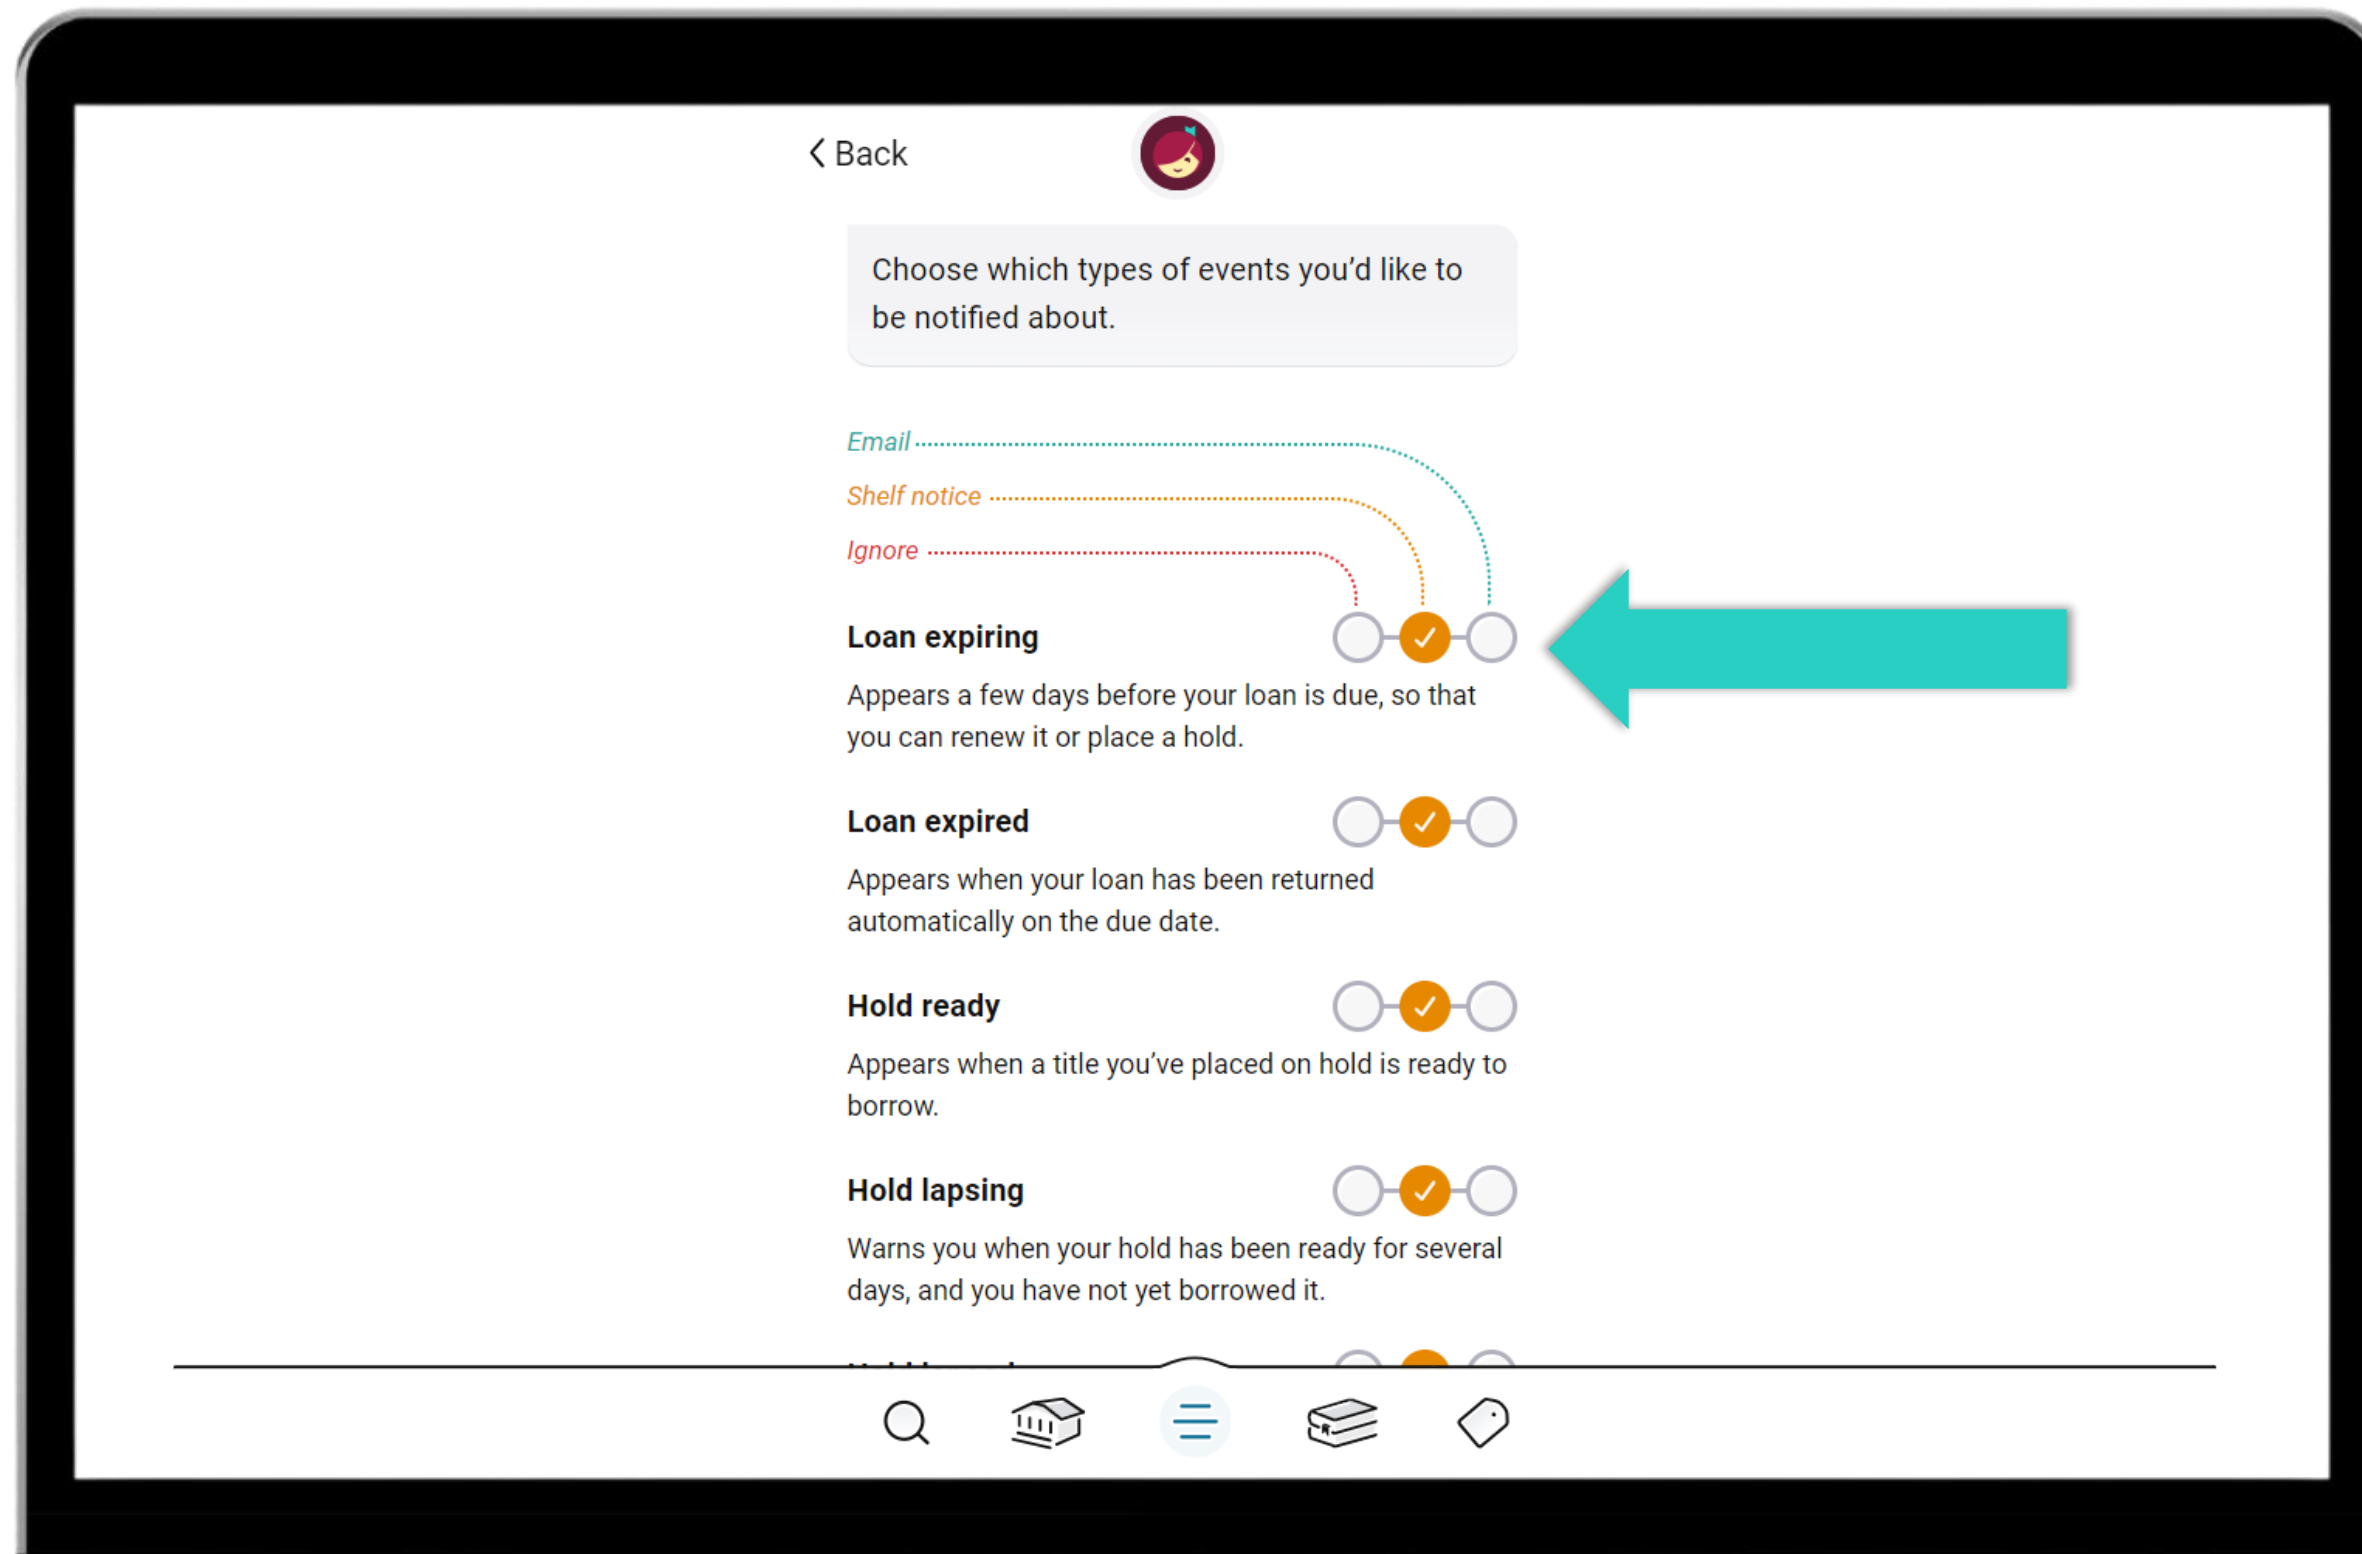 Back
Choose which types of events you’d like to
be notified about.
Email
Shelf notice
Ignore
Loan expiring
Appears a few days before your loan is due, so that
you can renew it or place a hold.
Loan expired
Appears when your loan has been returned
automatically on the due date.
Hold ready
Appears when a title you’ve placed on hold is ready to
borrow.
Hold lapsing
Warns you when your hold has been ready for several
days, and you have not yet borrowed it.